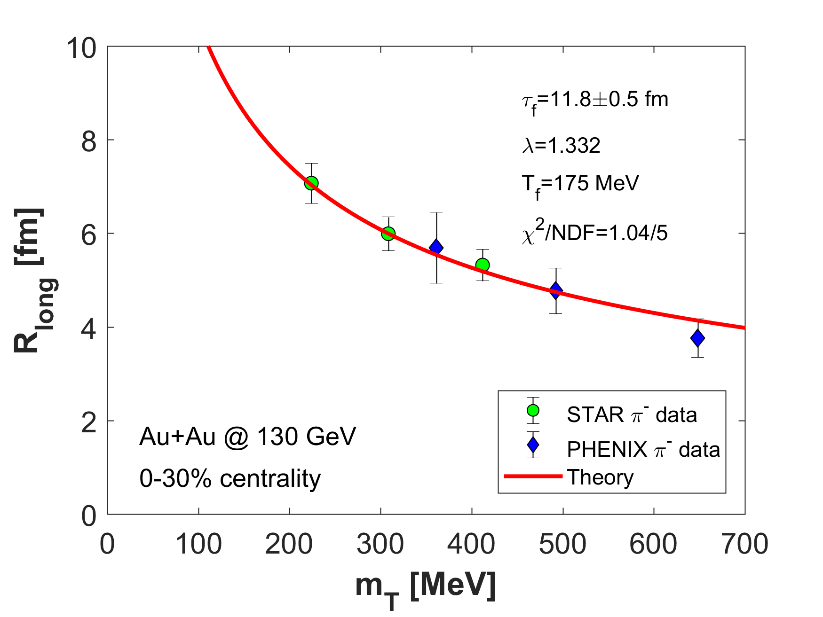 10
8
6
4
2
0
R_long [fm]
τ_f=11.8±0.5 fm
λ=1.332
T_f=175 MeV
χ²/NDF=1.04/5
Au+Au @ 130 GeV
0-30% centrality
STAR π⁻ data
PHENIX π⁻ data
Theory
0 100 200 300 400 500 600 700
m_T [MeV]